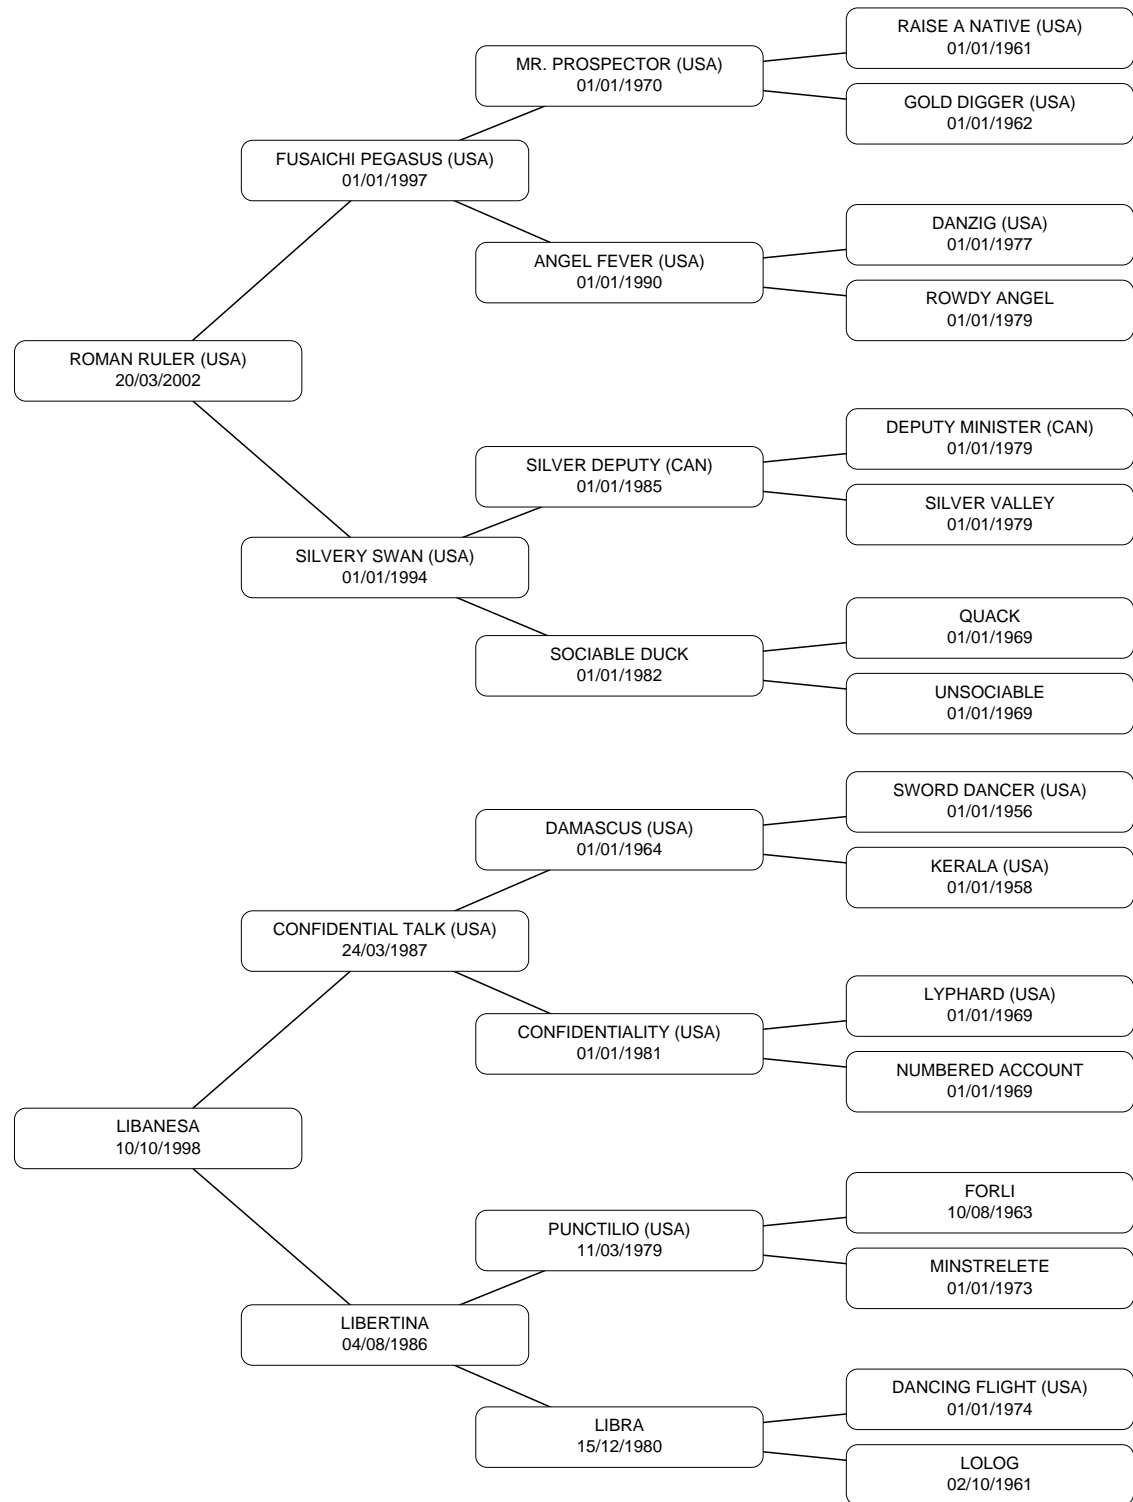 RAISE A NATIVE (USA)
01/01/1961
MR. PROSPECTOR (USA)
01/01/1970
GOLD DIGGER (USA)
01/01/1962
FUSAICHI PEGASUS (USA)
01/01/1997
DANZIG (USA)
01/01/1977
ANGEL FEVER (USA)
01/01/1990
ROWDY ANGEL
01/01/1979
ROMAN RULER (USA)
20/03/2002
DEPUTY MINISTER (CAN)
01/01/1979
SILVER DEPUTY (CAN)
01/01/1985
SILVER VALLEY
01/01/1979
SILVERY SWAN (USA)
01/01/1994
QUACK
01/01/1969
SOCIABLE DUCK
01/01/1982
UNSOCIABLE
01/01/1969
SWORD DANCER (USA)
01/01/1956
DAMASCUS (USA)
01/01/1964
KERALA (USA)
01/01/1958
CONFIDENTIAL TALK (USA)
24/03/1987
LYPHARD (USA)
01/01/1969
CONFIDENTIALITY (USA)
01/01/1981
NUMBERED ACCOUNT
01/01/1969
LIBANESA
10/10/1998
FORLI
10/08/1963
PUNCTILIO (USA)
11/03/1979
MINSTRELETE
01/01/1973
LIBERTINA
04/08/1986
DANCING FLIGHT (USA)
01/01/1974
LIBRA
15/12/1980
LOLOG
02/10/1961